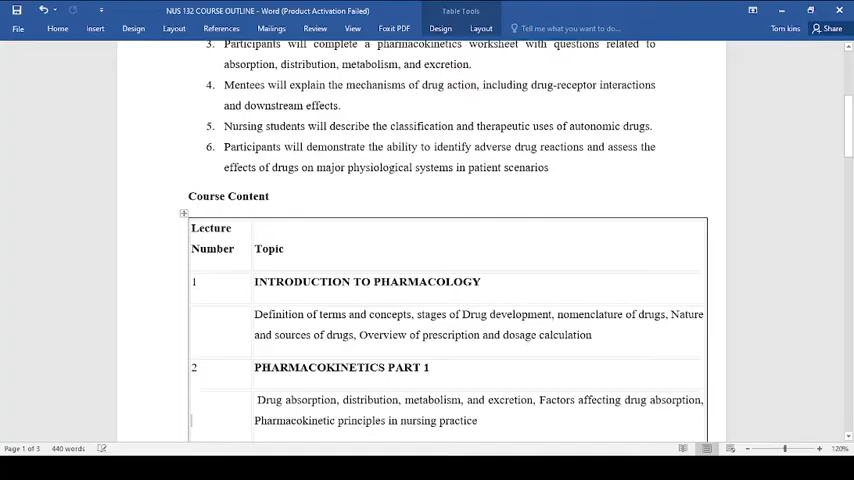 NUS 132 COURSE OUTLINE - Word (Product Activation Failed)
Table Tools
File Home Insert Design Layout References Mailings Review View Foxit PDF Design Layout Tell me what you want to do... Tom kins Share
3. Participants will complete a pharmacokinetics worksheet with questions related to
absorption, distribution, metabolism, and excretion.
4. Mentees will explain the mechanisms of drug action, including drug-receptor interactions
and downstream effects.
5. Nursing students will describe the classification and therapeutic uses of autonomic drugs.
6. Participants will demonstrate the ability to identify adverse drug reactions and assess the
effects of drugs on major physiological systems in patient scenarios
Course Content
Lecture
Number Topic
1 INTRODUCTION TO PHARMACOLOGY
Definition of terms and concepts, stages of Drug development, nomenclature of drugs, Nature
and sources of drugs, Overview of prescription and dosage calculation
2 PHARMACOKINETICS PART 1
Drug absorption, distribution, metabolism, and excretion, Factors affecting drug absorption,
Pharmacokinetic principles in nursing practice
Page 1 of 3 440 words 120%